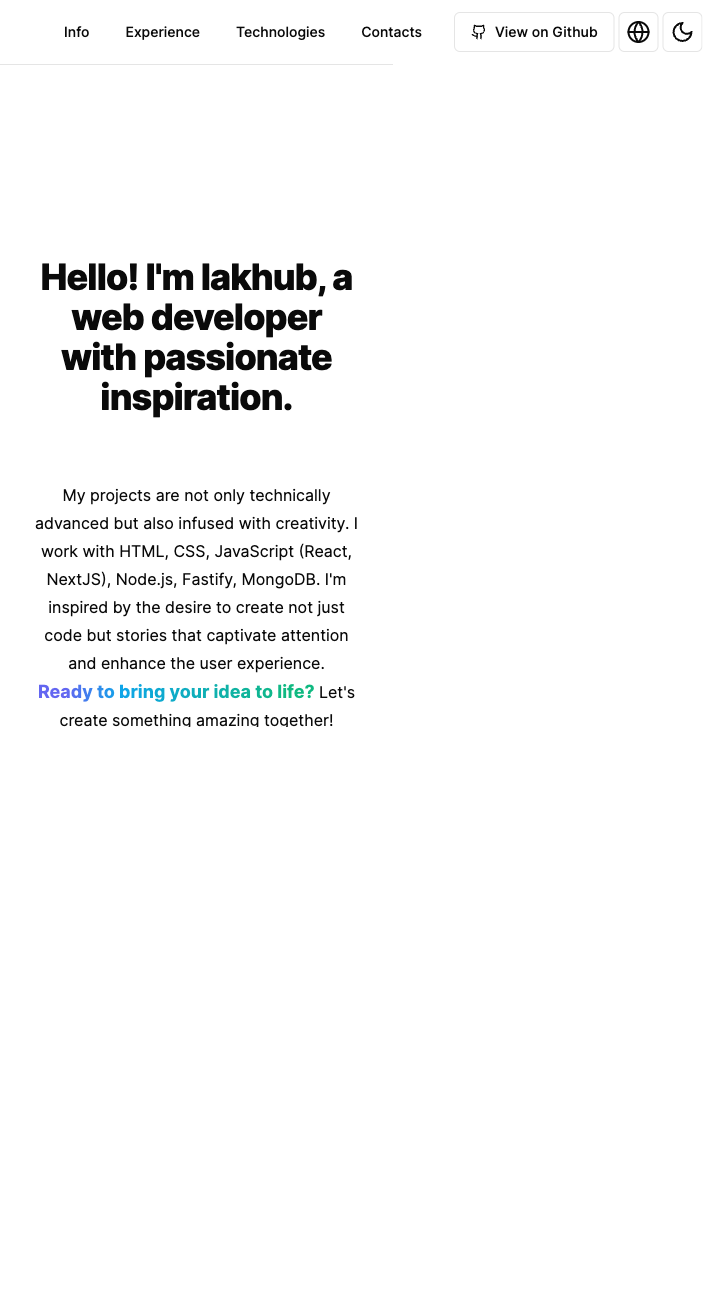 Info Experience Technologies Contacts View on Github
Hello! I'm lakhub, a
web developer
with passionate
inspiration.
My projects are not only technically
advanced but also infused with creativity. I
work with HTML, CSS, JavaScript (React,
NextJS), Node.js, Fastify, MongoDB. I'm
inspired by the desire to create not just
code but stories that captivate attention
and enhance the user experience.
Ready to bring your idea to life? Let's
create something amazing together!